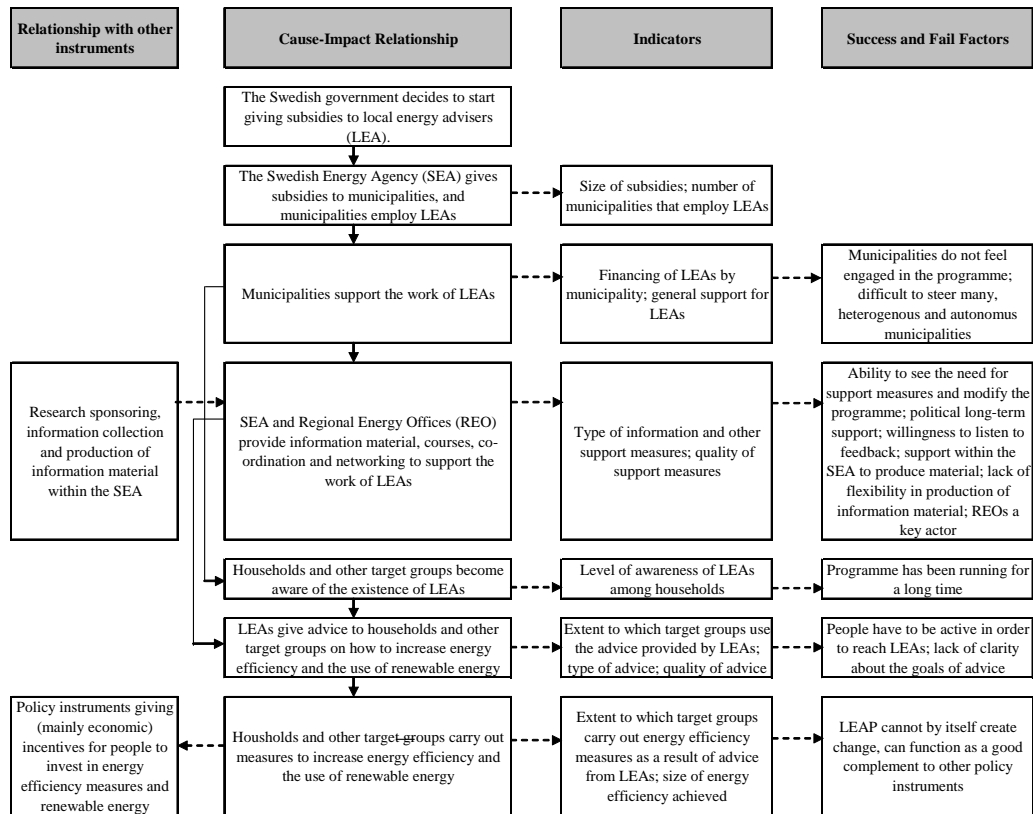 Relationship with other
instruments
Cause-Impact Relationship
Indicators
Success and Fail Factors
The Swedish government decides to start
giving subsidies to local energy advisers
(LEA).
The Swedish Energy Agency (SEA) gives
subsidies to municipalities, and
municipalities employ LEAs
Size of subsidies; number of
municipalities that employ LEAs
Municipalities support the work of LEAs
Financing of LEAs by
municipality; general support for
LEAs
Municipalities do not feel
engaged in the programme;
difficult to steer many,
heterogenous and autonomus
municipalities
Research sponsoring,
information collection
and production of
information material
within the SEA
SEA and Regional Energy Offices (REO)
provide information material, courses, co-
ordination and networking to support the
work of LEAs
Type of information and other
support measures; quality of
support measures
Ability to see the need for
support measures and modify the
programme; political long-term
support; willingness to listen to
feedback; support within the
SEA to produce material; lack of
flexibility in production of
information material; REOs a
key actor
Households and other target groups become
aware of the existence of LEAs
Level of awareness of LEAs
among households
Programme has been running for
a long time
LEAs give advice to households and other
target groups on how to increase energy
efficiency and the use of renewable energy
Extent to which target groups use
the advice provided by LEAs;
type of advice; quality of advice
People have to be active in order
to reach LEAs; lack of clarity
about the goals of advice
Policy instruments giving
(mainly economic)
incentives for people to
invest in energy
efficiency measures and
renewable energy
Housholds and other target groups carry out
measures to increase energy efficiency and
the use of renewable energy
Extent to which target groups
carry out energy efficiency
measures as a result of advice
from LEAs; size of energy
efficiency achieved
LEAP cannot by itself create
change, can function as a good
complement to other policy
instruments